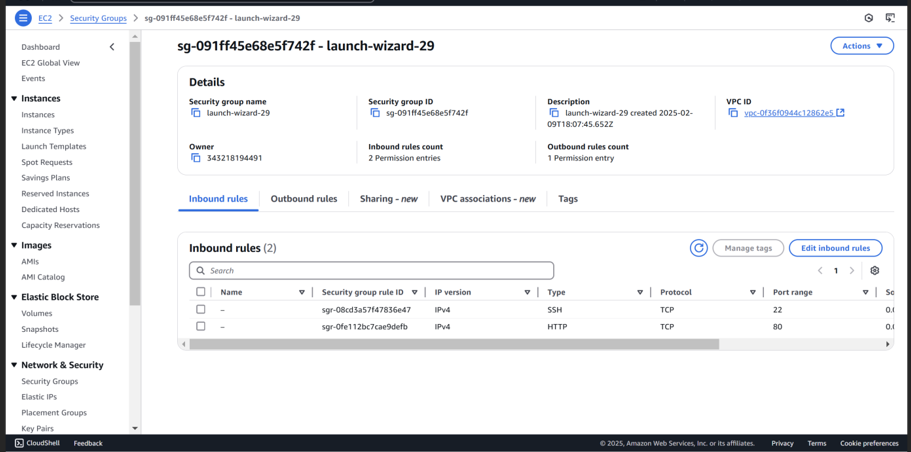 EC2 > Security Groups > sg-091ff45e68e5f742f - launch-wizard-29
Dashboard
EC2 Global View
Events
Instances
Instances
Instance Types
Launch Templates
Spot Requests
Savings Plans
Reserved Instances
Dedicated Hosts
Capacity Reservations
Images
AMIs
AMI Catalog
Elastic Block Store
Volumes
Snapshots
Lifecycle Manager
Network & Security
Security Groups
Elastic IPs
Placement Groups
Key Pairs
sg-091ff45e68e5f742f - launch-wizard-29
Actions
Details
Security group name
launch-wizard-29
Security group ID
sg-091ff45e68e5f742f
Description
launch-wizard-29 created 2025-02-
09T18:07:45.652Z
VPC ID
vpc-0f36f0944c12862e5
Owner
343218194491
Inbound rules count
2 Permission entries
Outbound rules count
1 Permission entry
Inbound rules Outbound rules Sharing - new VPC associations - new Tags
Inbound rules (2)
Manage tags
Edit inbound rules
Search
1
Name Security group rule ID IP version Type Protocol Port range So
– sgr-08cd3a57f47836e47 IPv4 SSH TCP 22 0.0
– sgr-0fe112bc7cae9defb IPv4 HTTP TCP 80 0.0
CloudShell Feedback © 2025, Amazon Web Services, Inc. or its affiliates. Privacy Terms Cookie preferences